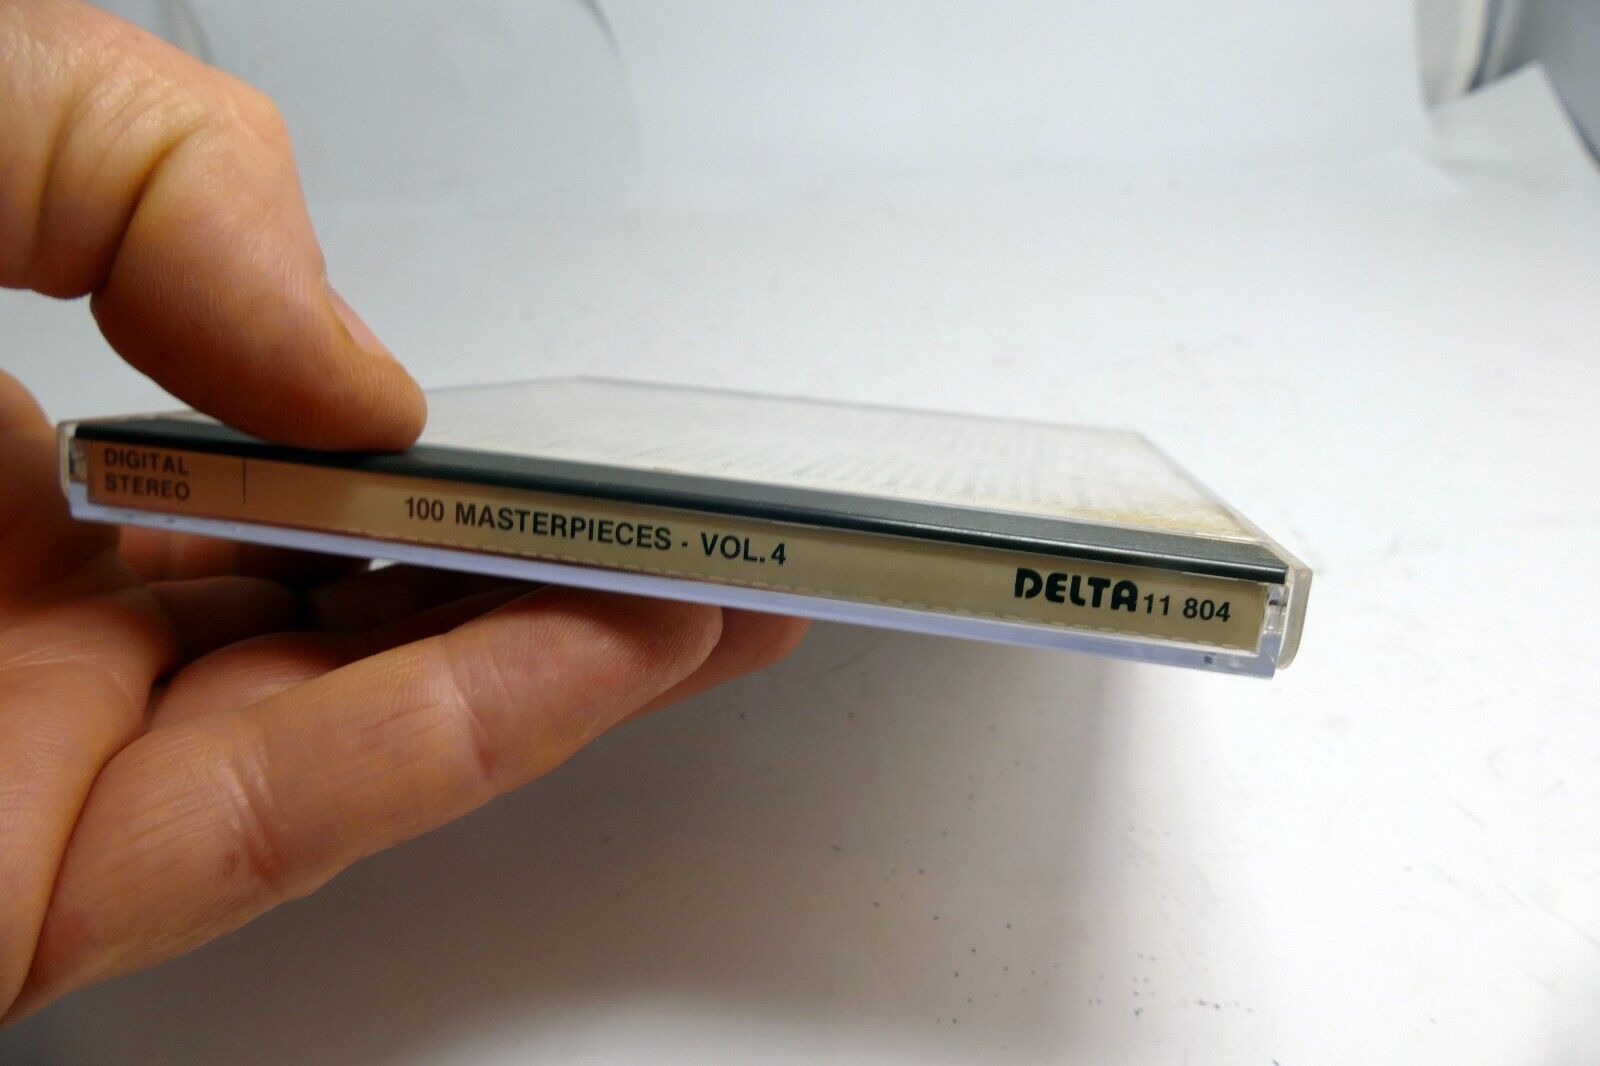 DIGITAL
STEREO
100 MASTERPIECES - VOL. 4
DELTA 11 804